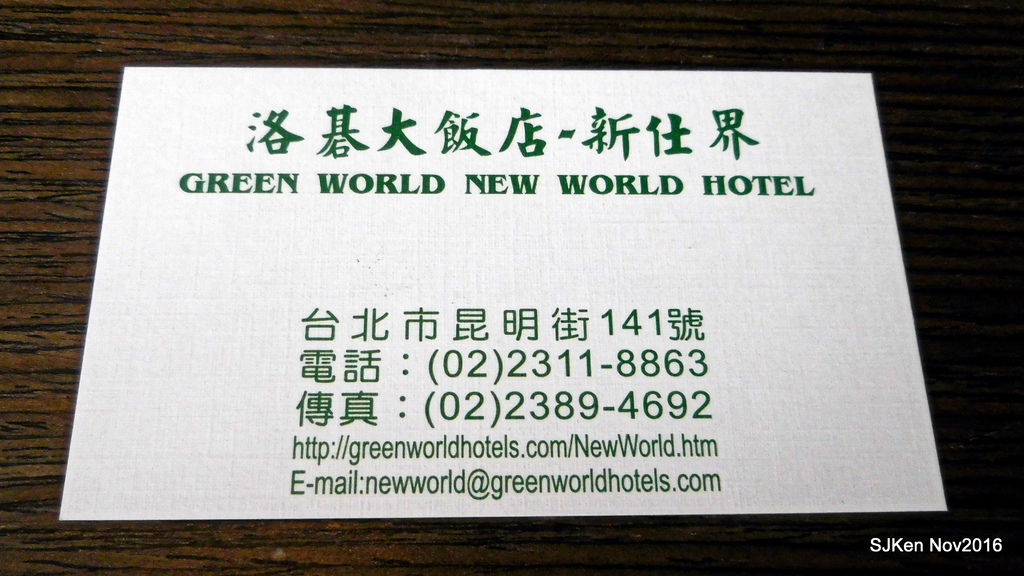 洛碁大飯店-新仕界
GREEN WORLD NEW WORLD HOTEL
台北市昆明街141號
電話：(02)2311-8863
傳真：(02)2389-4692
http://greenworldhotels.com/NewWorld.htm
E-mail:newworld@greenworldhotels.com
SJKen Nov2016